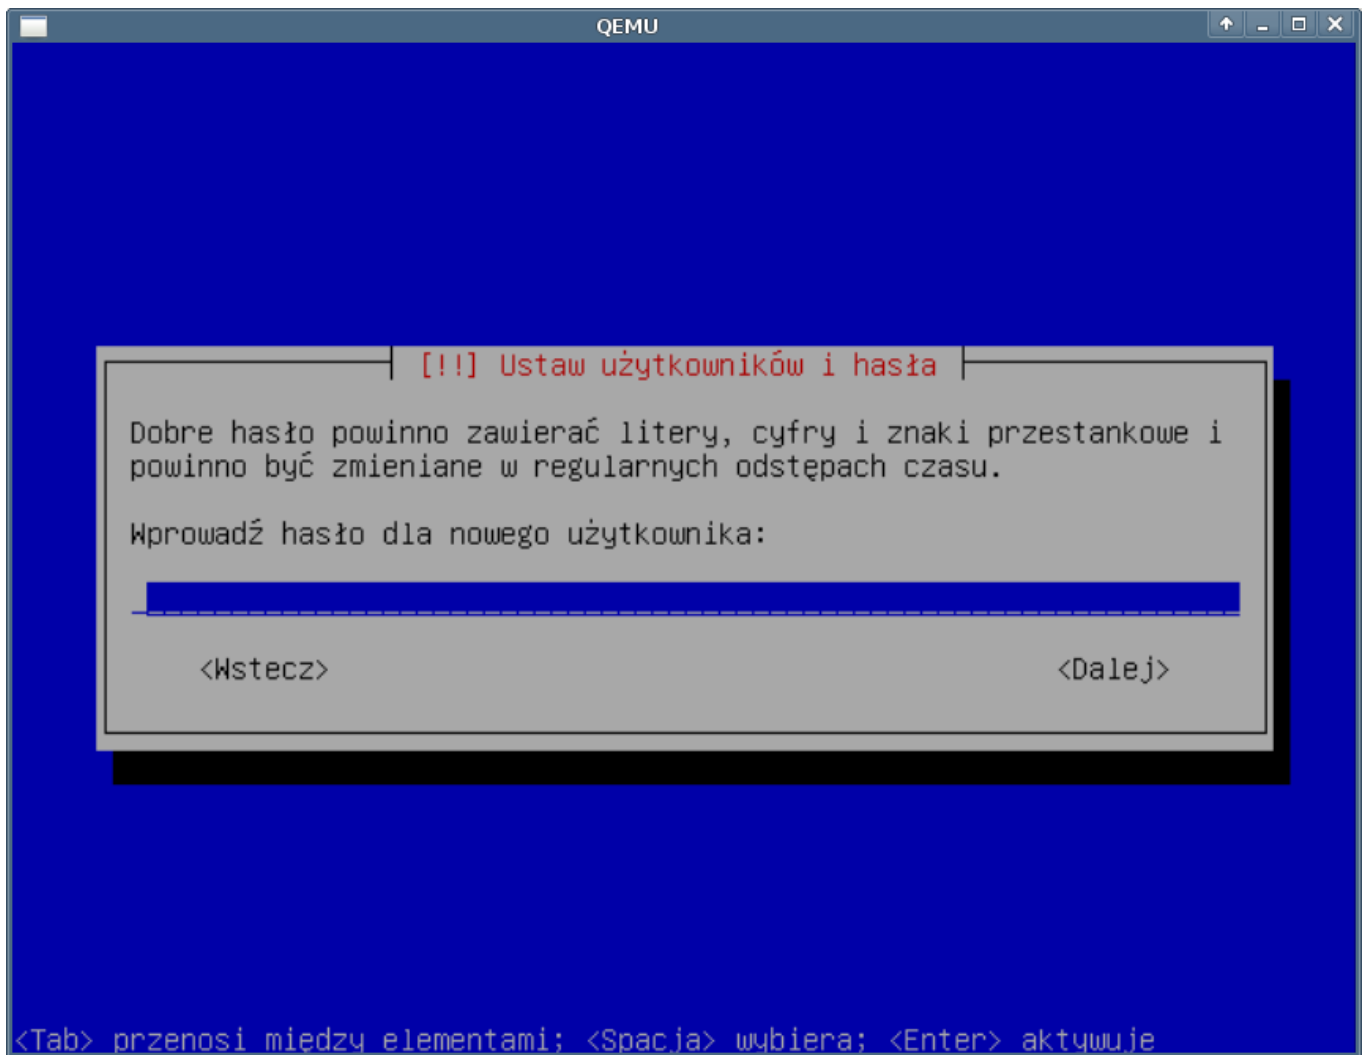 QEMU
[!!] Ustaw użytkowników i hasła
Dobre hasło powinno zawierać litery, cyfry i znaki przestankowe i
powinno być zmieniane w regularnych odstępach czasu.
Wprowadź hasło dla nowego użytkownika:
<Wstecz> <Dalej>
<Tab> przenosi między elementami; <Spacja> wybiera; <Enter> aktywuje